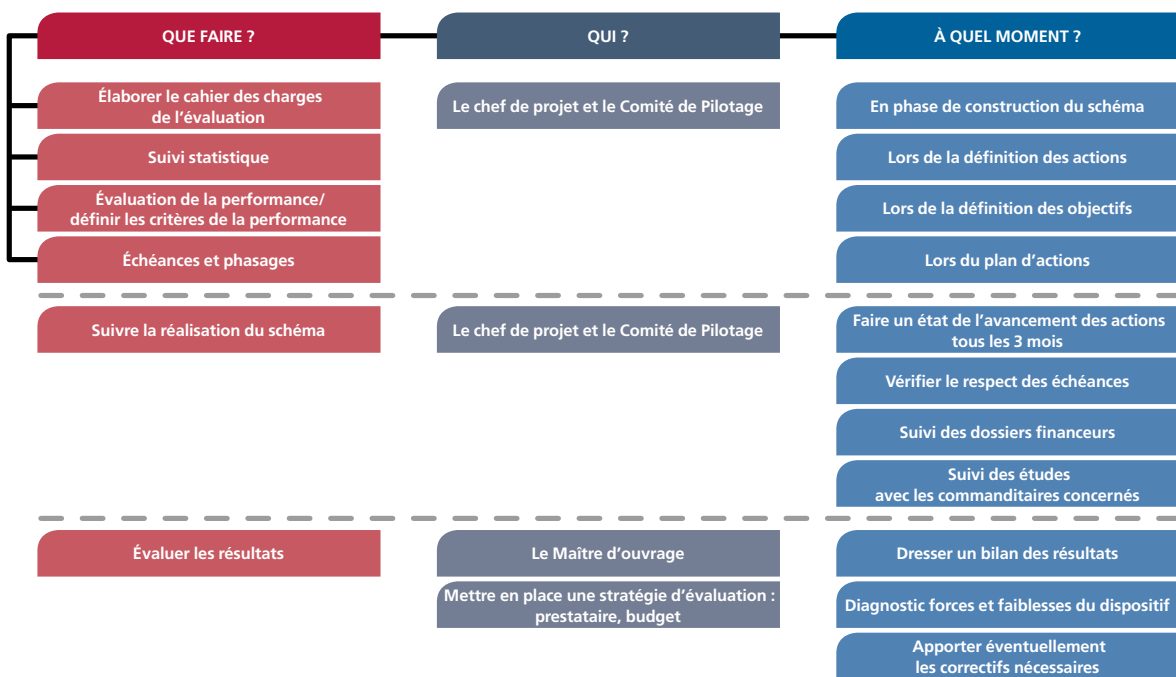 QUE FAIRE ?
QUI ?
À QUEL MOMENT ?
Élaborer le cahier des charges
de l’évaluation
Le chef de projet et le Comité de Pilotage
En phase de construction du schéma
Suivi statistique
Lors de la définition des actions
Évaluation de la performance/
définir les critères de la performance
Lors de la définition des objectifs
Échéances et phasages
Lors du plan d’actions
Suivre la réalisation du schéma
Le chef de projet et le Comité de Pilotage
Faire un état de l’avancement des actions
tous les 3 mois
Vérifier le respect des échéances
Suivi des dossiers financeurs
Suivi des études
avec les commanditaires concernés
Évaluer les résultats
Le Maître d’ouvrage
Dresser un bilan des résultats
Mettre en place une stratégie d’évaluation :
prestataire, budget
Diagnostic forces et faiblesses du dispositif
Apporter éventuellement
les correctifs nécessaires